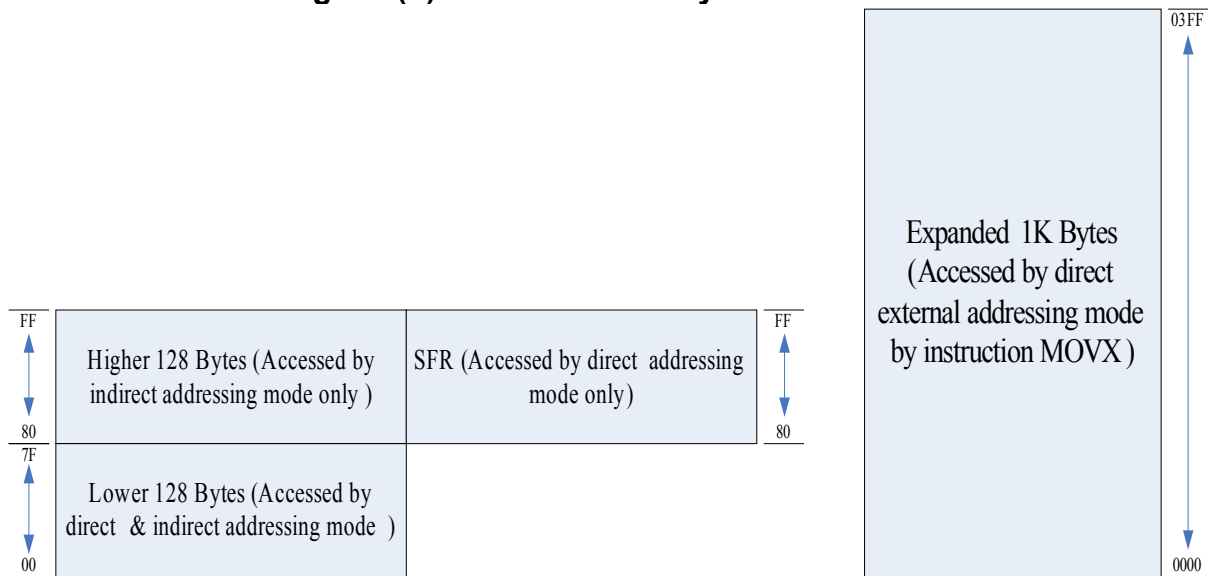 03FF
Expanded 1K Bytes
(Accessed by direct
external addressing mode
by instruction MOVX )
0000
FF
Higher 128 Bytes (Accessed by
indirect addressing mode only )
80
SFR (Accessed by direct addressing
mode only)
FF
80
7F
Lower 128 Bytes (Accessed by
direct & indirect addressing mode )
00